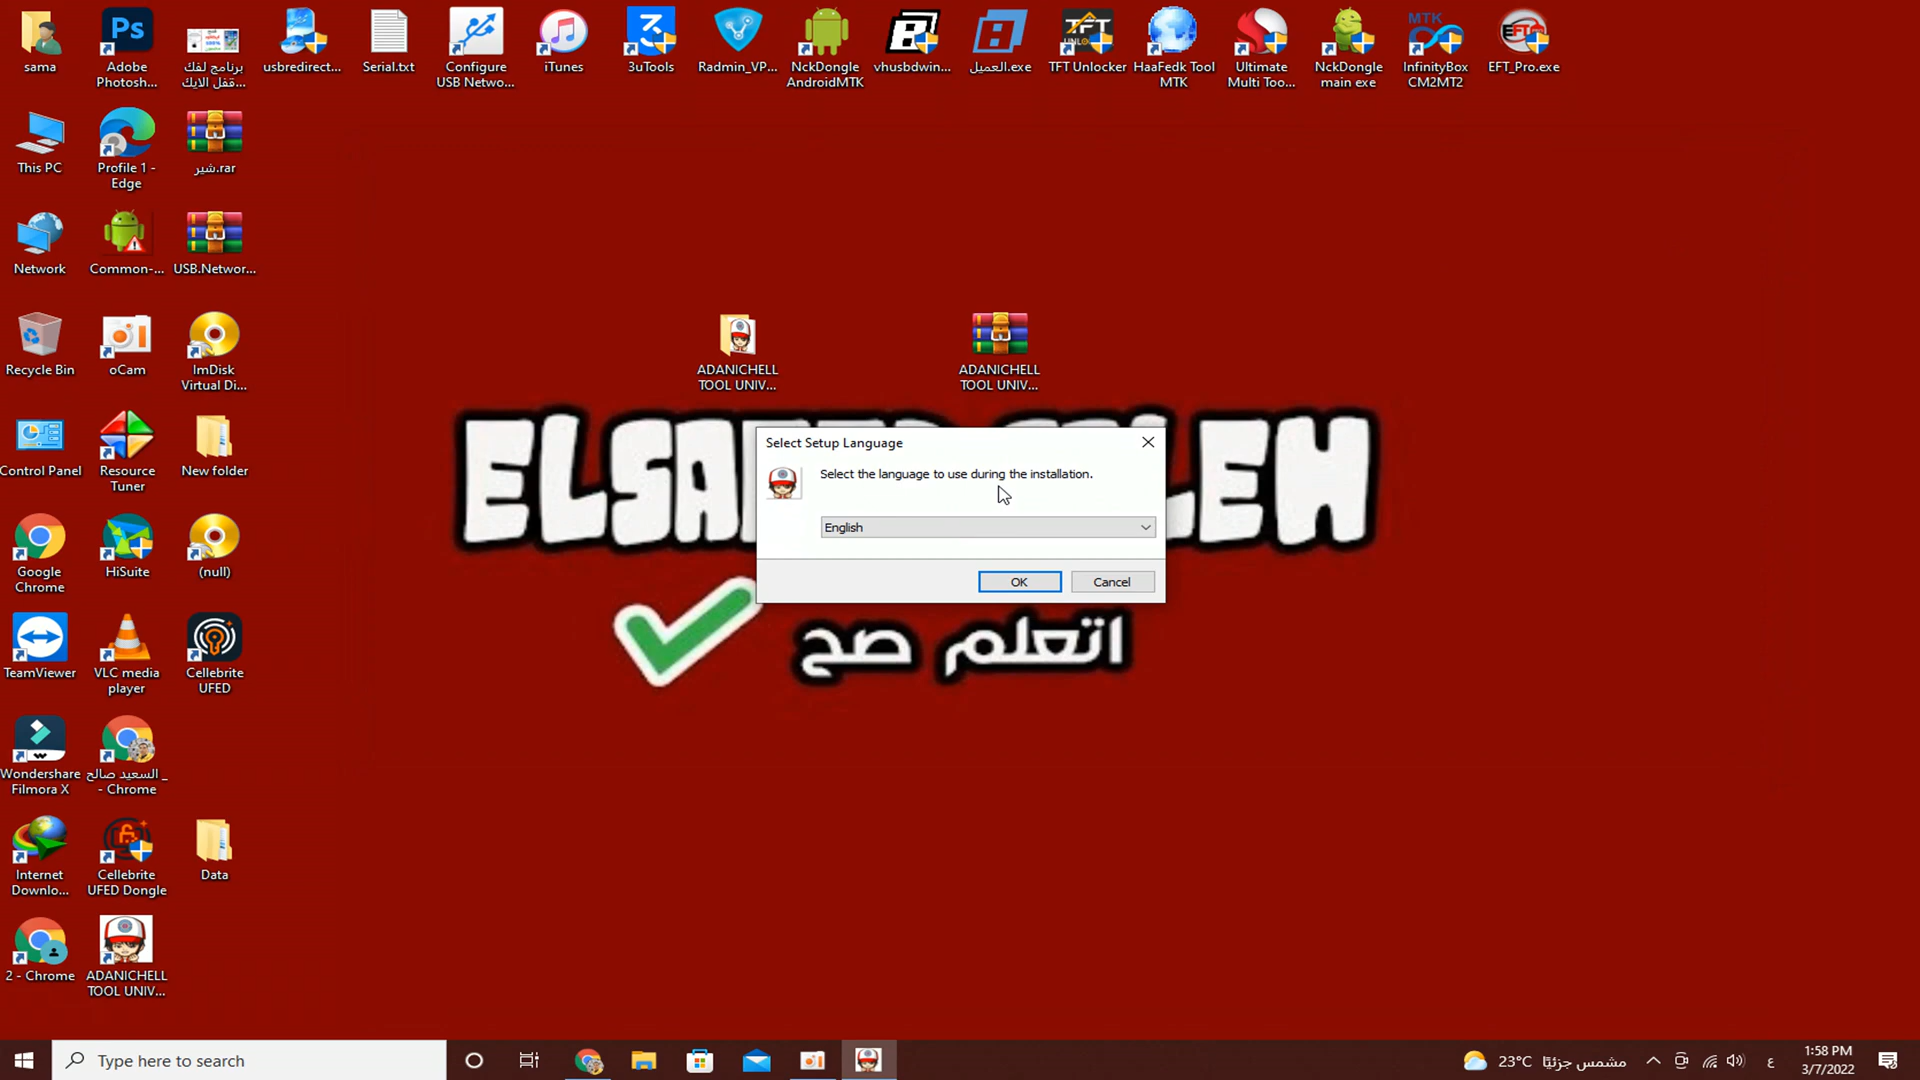 sama
Adobe
Photosh...
برنامج لفك
قفل الايك...
usbredirect...
Serial.txt
Configure
USB Netwo...
iTunes
3uTools
Radmin_VP...
NckDongle
AndroidMTK
vhusbdwin...
العميل.exe
TFT Unlocker
HaaFedk Tool
MTK
Ultimate
Multi Too...
NckDongle
main exe
InfinityBox
CM2MT2
EFT_Pro.exe
This PC
Profile 1 -
Edge
شير.rar
Network
Common-...
USB.Networ...
Recycle Bin
oCam
ImDisk
Virtual Di...
ADANICHELL
TOOL UNIV...
ADANICHELL
TOOL UNIV...
Control Panel
Resource
Tuner
New folder
Select Setup Language
Select the language to use during the installation.
English
OK
Cancel
اتعلم صح
Google
Chrome
HiSuite
(null)
TeamViewer
VLC media
player
Cellebrite
UFED
Wondershare
Filmora X
السعيد صالح _
- Chrome
Internet
Downlo...
Cellebrite
UFED Dongle
Data
2 - Chrome
ADANICHELL
TOOL UNIV...
Type here to search
23°C مشمس جزئيًا
ع
1:58 PM
3/7/2022